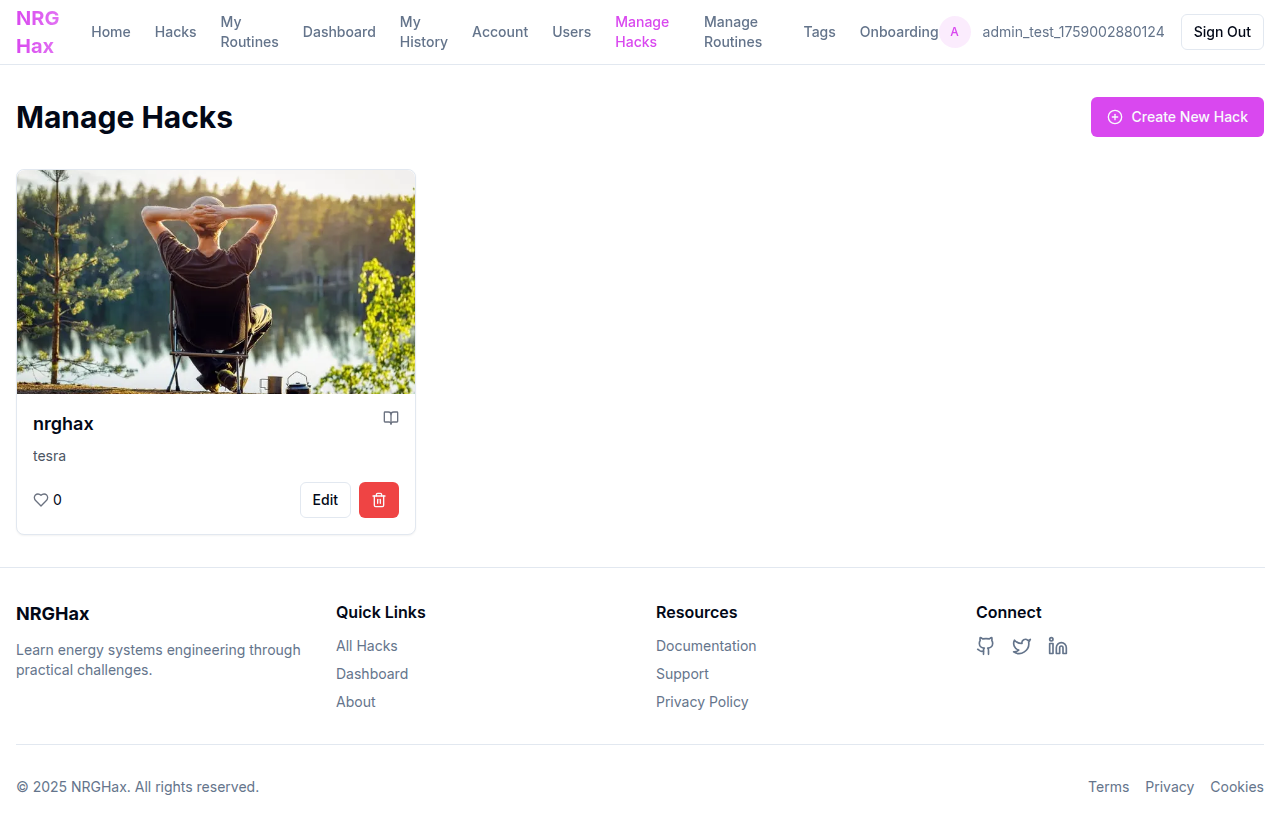 NRG
Hax
Home
Hacks
My
Routines
Dashboard
My
History
Account
Users
Manage
Hacks
Manage
Routines
Tags
Onboarding
A
admin_test_1759002880124
Sign Out
Manage Hacks
Create New Hack
nrghax
tesra
0
Edit
NRGHax
Learn energy systems engineering through
practical challenges.
Quick Links
All Hacks
Dashboard
About
Resources
Documentation
Support
Privacy Policy
Connect
© 2025 NRGHax. All rights reserved.
Terms
Privacy
Cookies